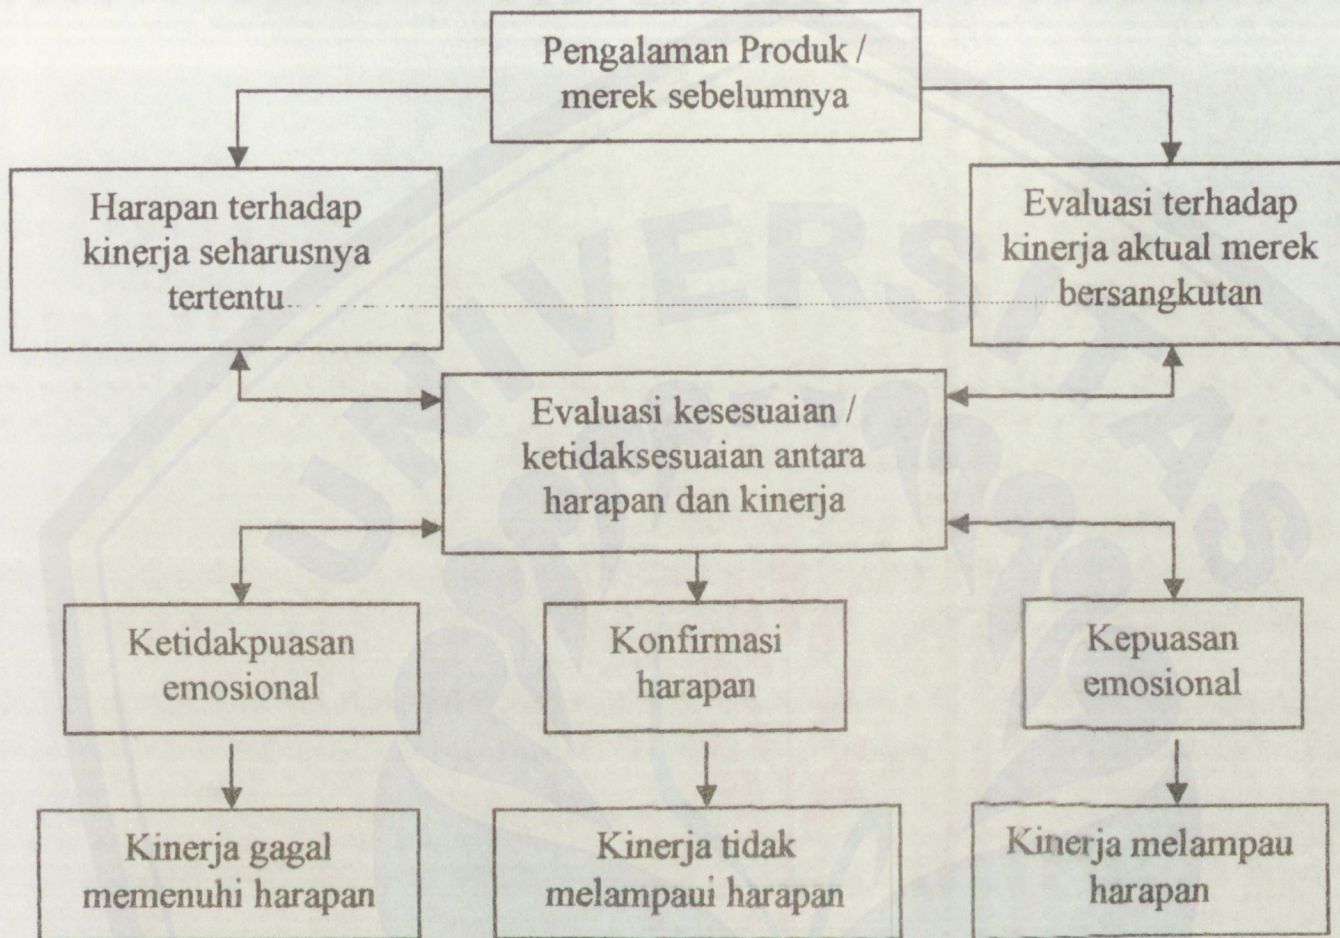 Pengalaman Produk /
merek sebelumnya
Harapan terhadap
kinerja seharusnya
tertentu
Evaluasi terhadap
kinerja aktual merek
bersangkutan
Evaluasi kesesuaian /
ketidaksesuaian antara
harapan dan kinerja
Ketidakpuasan
emosional
Konfirmasi
harapan
Kepuasan
emosional
Kinerja gagal
memenuhi harapan
Kinerja tidak
melampaui harapan
Kinerja melampau
harapan
UNIVERSITAS